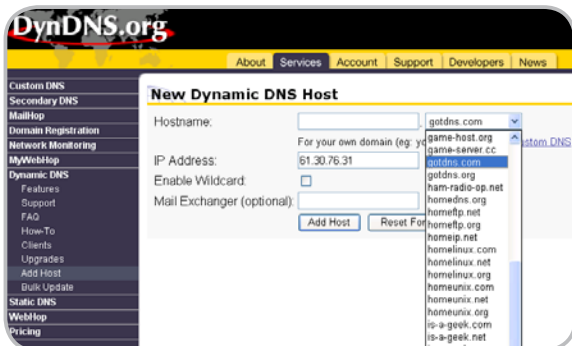 DynDNS.org
About Services Account Support Developers News
Custom DNS
Secondary DNS
MailHop
Domain Registration
Network Monitoring
MyWebHop
Dynamic DNS
Features
Support
FAQ
How-To
Clients
Upgrades
Add Host
Bulk Update
Static DNS
WebHop
Pricing
New Dynamic DNS Host
Hostname: . gotdns.com
For your own domain (eg: stom DNS
IP Address: 61.30.76.31
Enable Wildcard:
Mail Exchanger (optional):
Add Host Reset For
game-host.org
game-server.cc
gotdns.com
gotdns.org
ham-radio-op.net
homedns.org
homeftp.net
homeftp.org
homeip.net
homelinux.com
homelinux.net
homelinux.org
homeunix.com
homeunix.net
homeunix.org
is-a-geek.com
is-a-geek.net